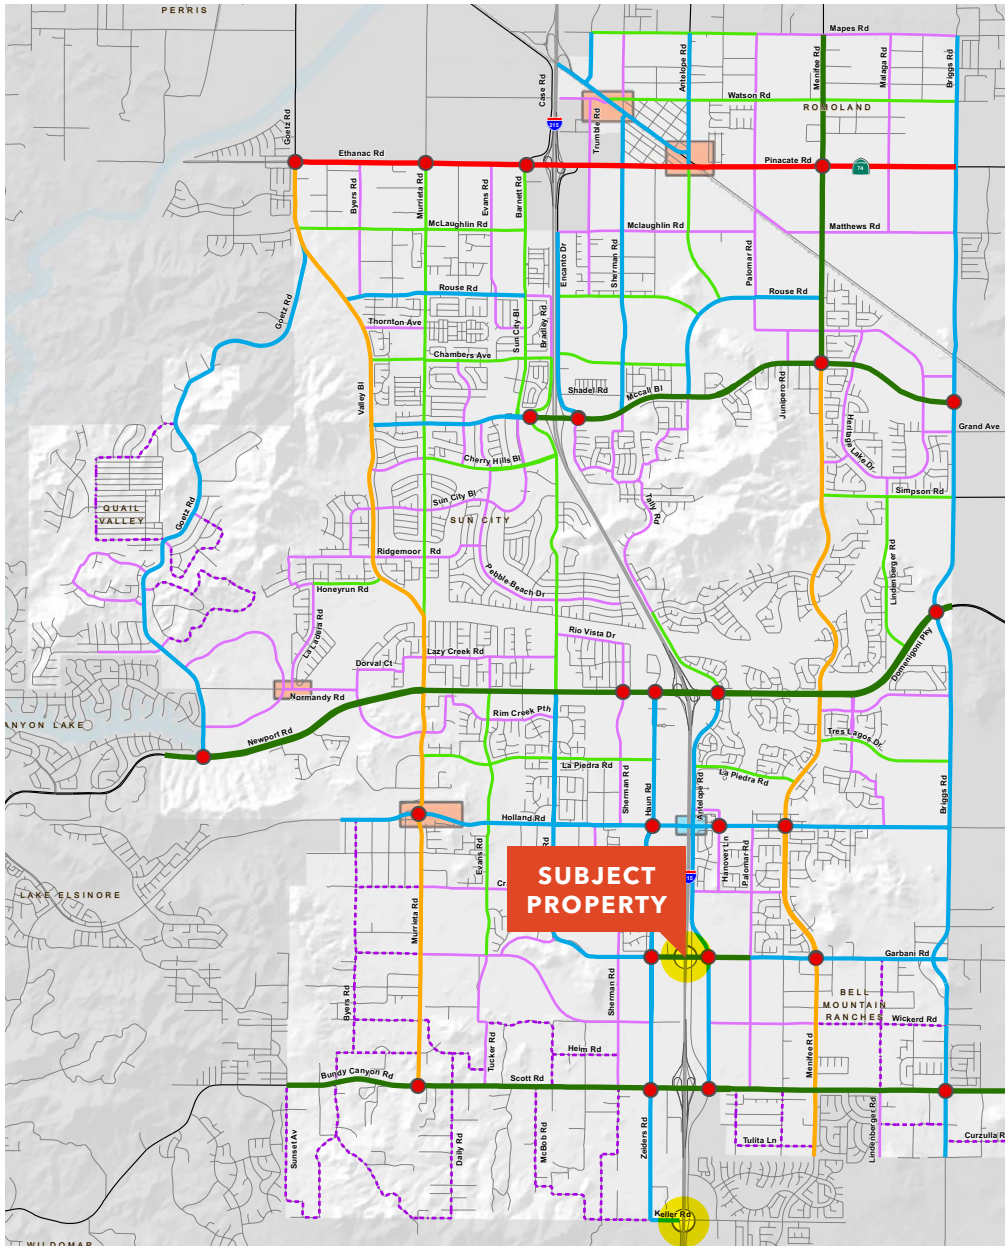 PERRIS
Mapes Rd
Antelope Rd
Menifee Rd
Malaga Rd
Briggs Rd
Case Rd
Watson Rd
ROMOLAND
Goetz Rd
215
Trumble Rd
Ethanac Rd
Pinacate Rd
74
Byers Rd
Murrieta Rd
Evans Rd
Barnett Rd
McLaughlin Rd
Mclaughlin Rd
Matthews Rd
Encanto Dr
Sherman Rd
Palomar Rd
Goetz Rd
Rouse Rd
Rouse Rd
Thornton Ave
Sun City Bl
Bradley Rd
Chambers Ave
Valley Bl
Shadel Rd
Mccall Bl
Junipero Rd
Heritage Lake Dr
Grand Ave
Cherry Hills Bl
Simpson Rd
Sun City Bl
QUAIL
VALLEY
Goetz Rd
SUN CITY
Tally Rd
Ridgemoor Rd
Lindenberger Rd
Pebble Beach Dr
Honeyrun Rd
La Ladera Rd
Rio Vista Dr
Domenigoni Pky
Lazy Creek Rd
Dorval Ct
Normandy Rd
Rim Creek Pth
ANYON LAKE
Newport Rd
Tres Lagos Dr
La Piedra Rd
La Piedra Rd
Sherman Rd
Haun Rd
Antelope Rd
Briggs Rd
Holland Rd
Evans Rd
Rd
Hanover Ln
Palomar Rd
SUBJECT
PROPERTY
15
Cr
LAKE ELSINORE
Murrieta Rd
Garbani Rd
Byers Rd
Sherman Rd
BELL
MOUNTAIN
RANCHES
Wickerd Rd
Tucker Rd
Heim Rd
Menifee Rd
Bundy Canyon Rd
Scott Rd
Sunset Av
Daily Rd
McBob Rd
Zeiders Rd
Tulita Ln
Lindenberger Rd
Curzulla R
Keller Rd
WILDOMAR